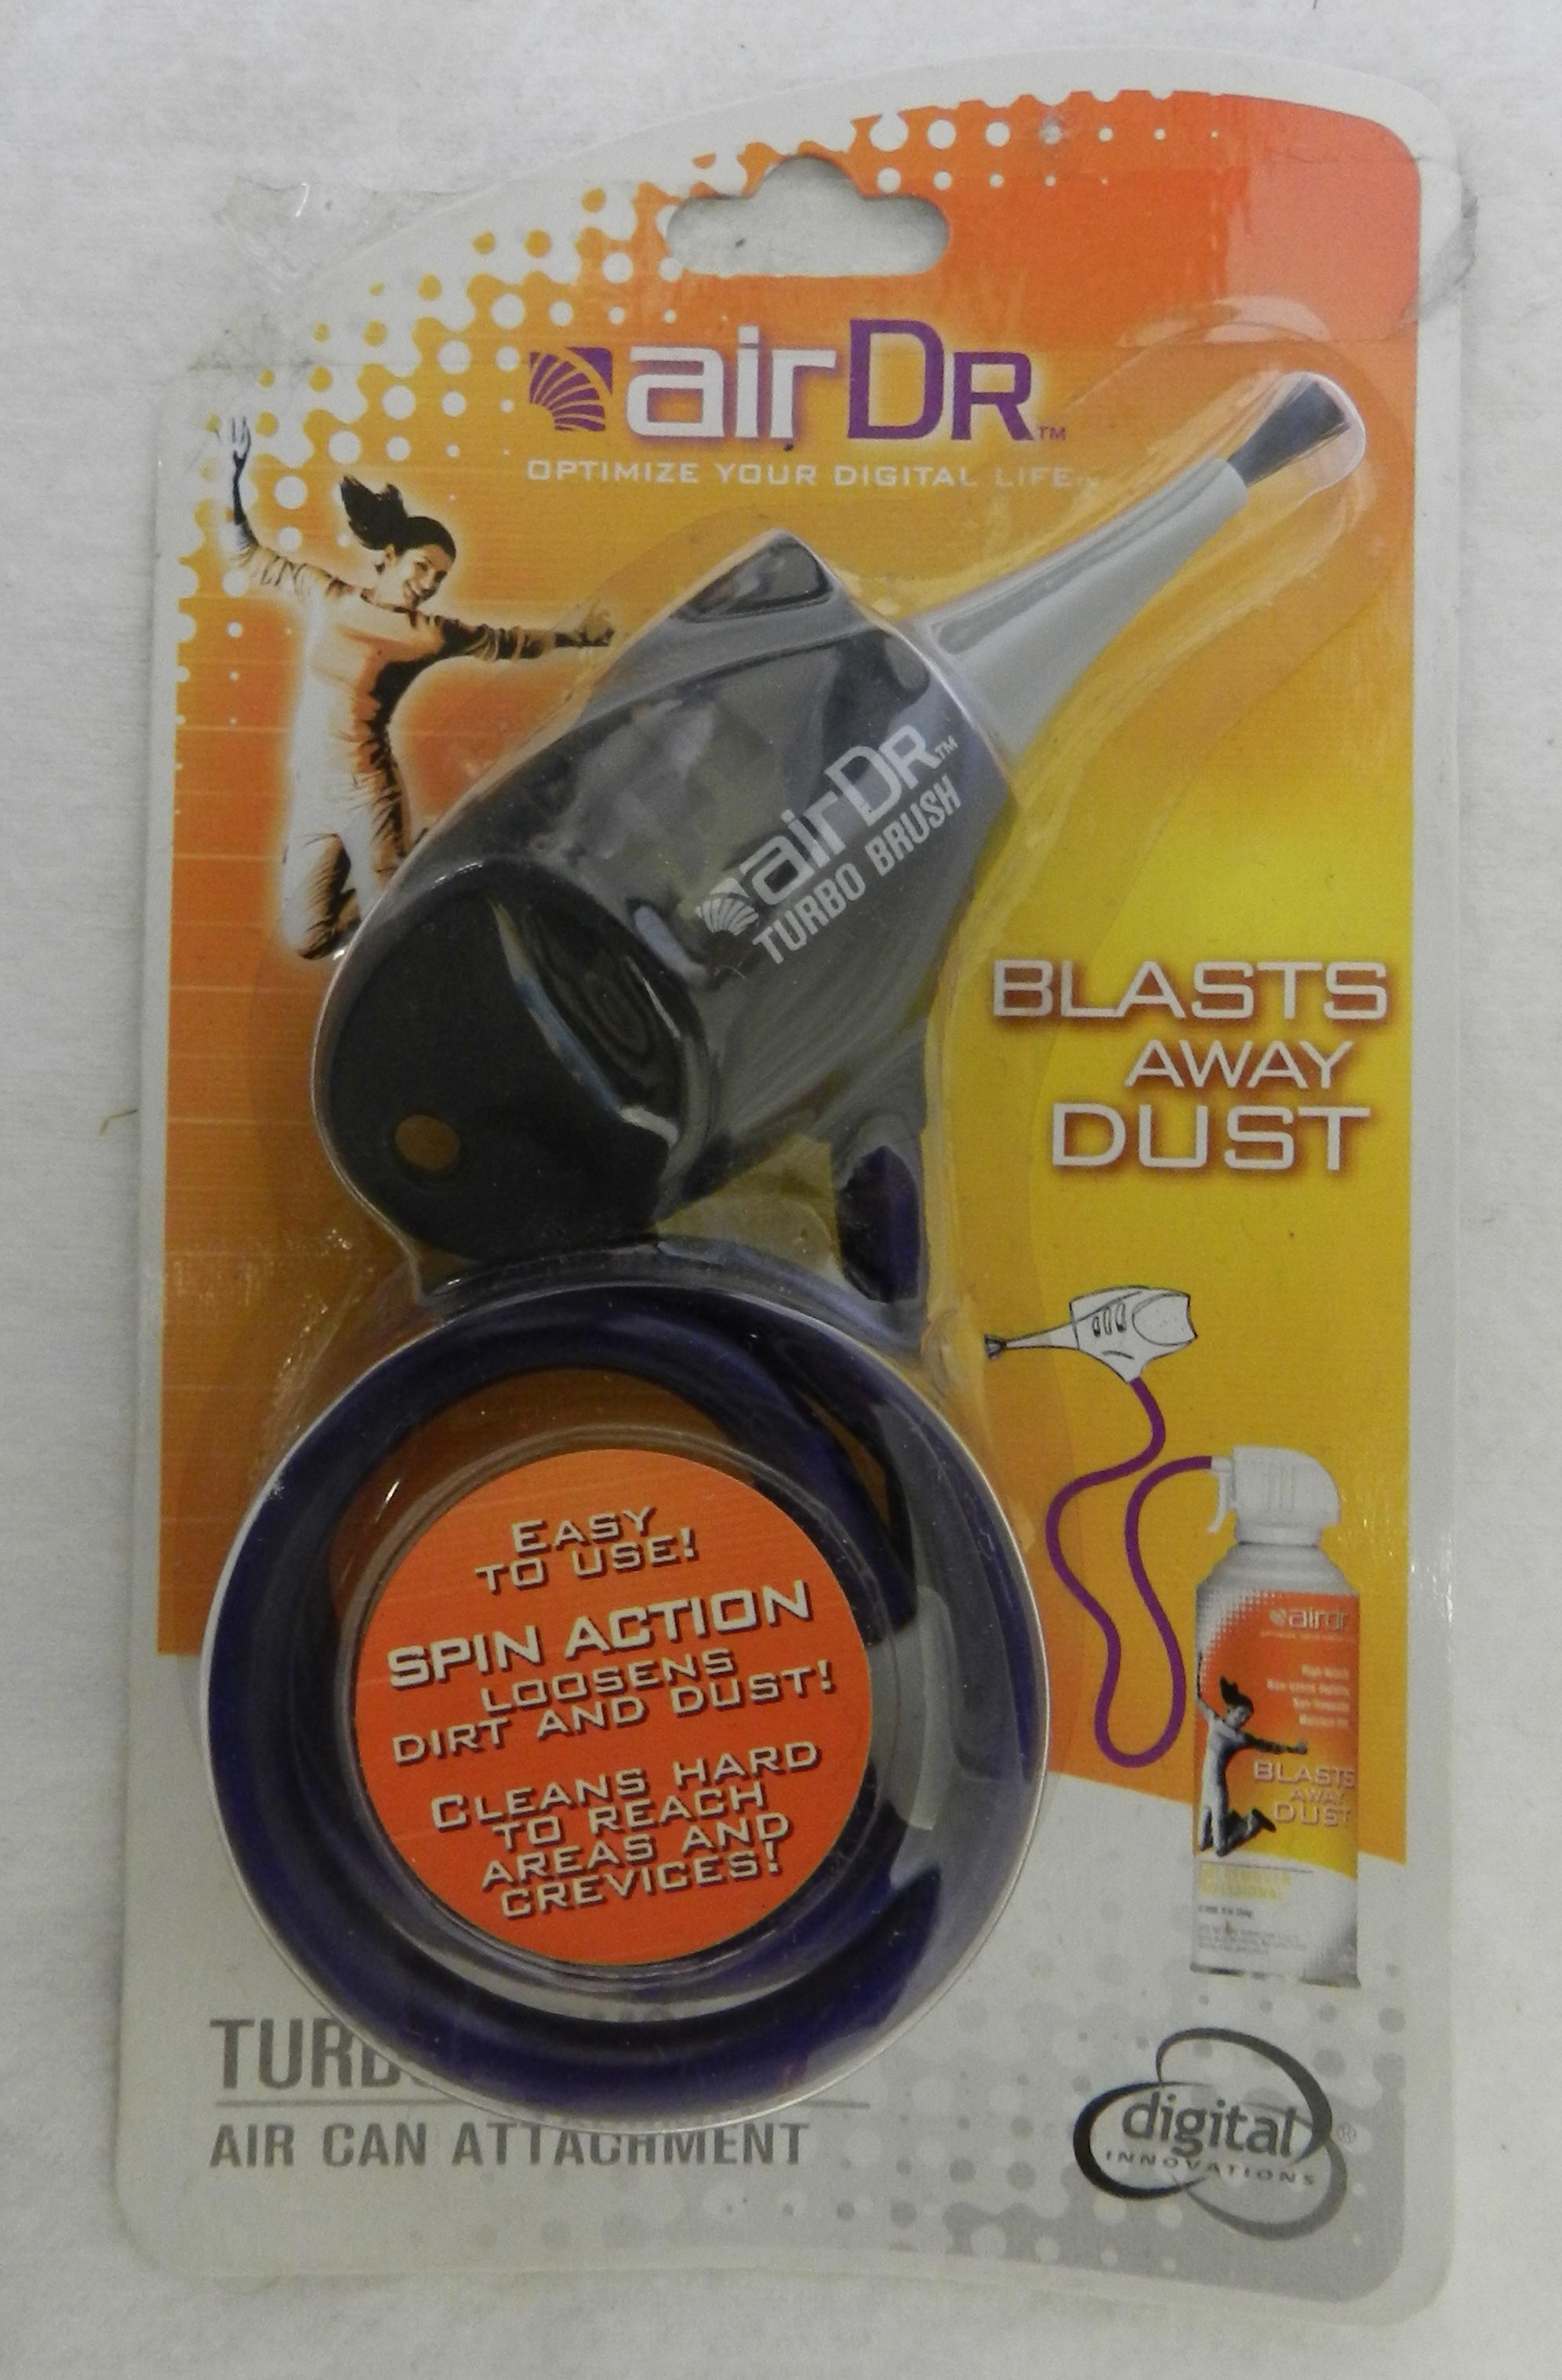 airDR™
OPTIMIZE YOUR DIGITAL LIFE
airDR™
TURBO BRUSH
BLASTS
AWAY
DUST
EASY
TO USE!
SPIN ACTION
LOOSENS
DIRT AND DUST!
CLEANS HARD
TO REACH
AREAS AND
CREVICES!
airdr
BLASTS
AWAY
DUST
AIR CAN ATTACHMENT
digital®
INNOVATIONS